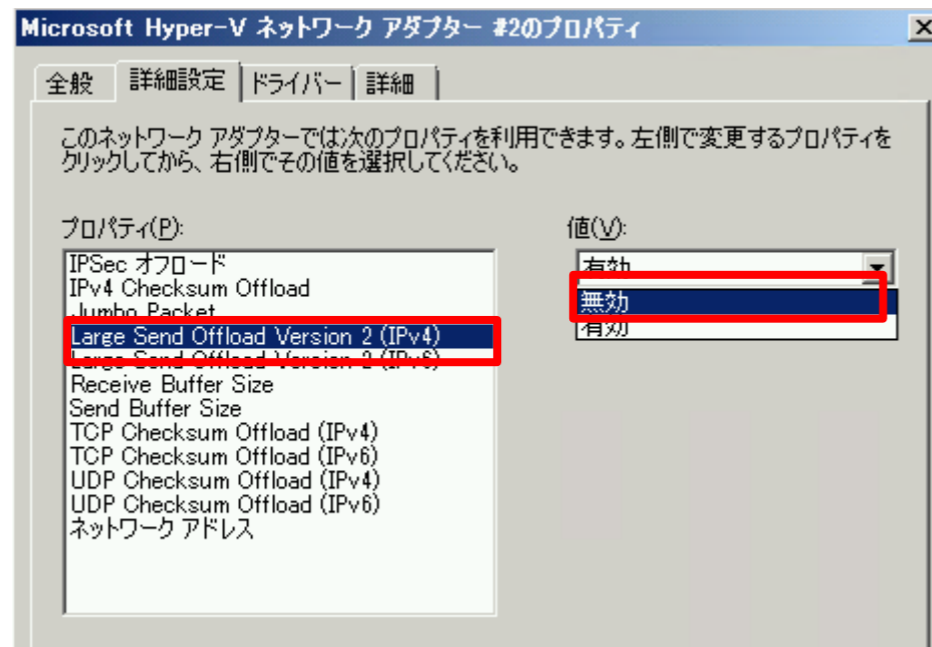 Microsoft Hyper-V ネットワーク アダプター #2のプロパティ
全般 詳細設定 ドライバー 詳細
このネットワーク アダプターでは次のプロパティを利用できます。左側で変更するプロパティを
クリックしてから、右側でその値を選択してください。
プロパティ(P):
値(V):
IPSec オフロード
IPv4 Checksum Offload
Jumbo Packet
Large Send Offload Version 2 (IPv4)
Large Send Offload Version 2 (IPv6)
Receive Buffer Size
Send Buffer Size
TCP Checksum Offload (IPv4)
TCP Checksum Offload (IPv6)
UDP Checksum Offload (IPv4)
UDP Checksum Offload (IPv6)
ネットワーク アドレス
有効
無効
有効